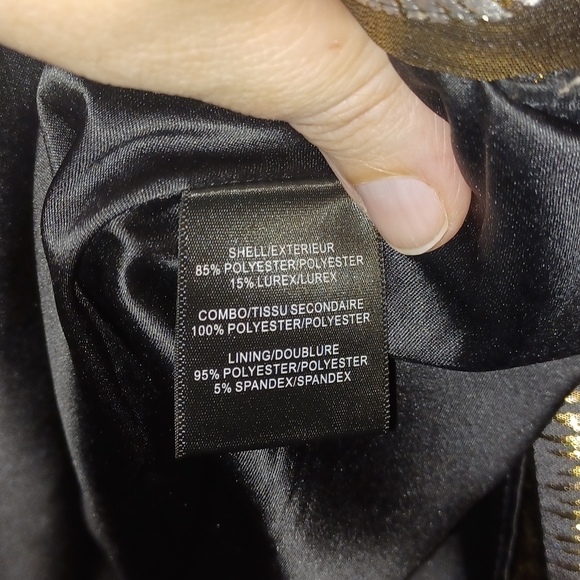 SHELL/EXTERIEUR
85% POLYESTER/POLYESTER
15% LUREX/LUREX
COMBO/TISSU SECONDAIRE
100% POLYESTER/POLYESTER
LINING/DOUBLURE
95% POLYESTER/POLYESTER
5% SPANDEX/SPANDEX